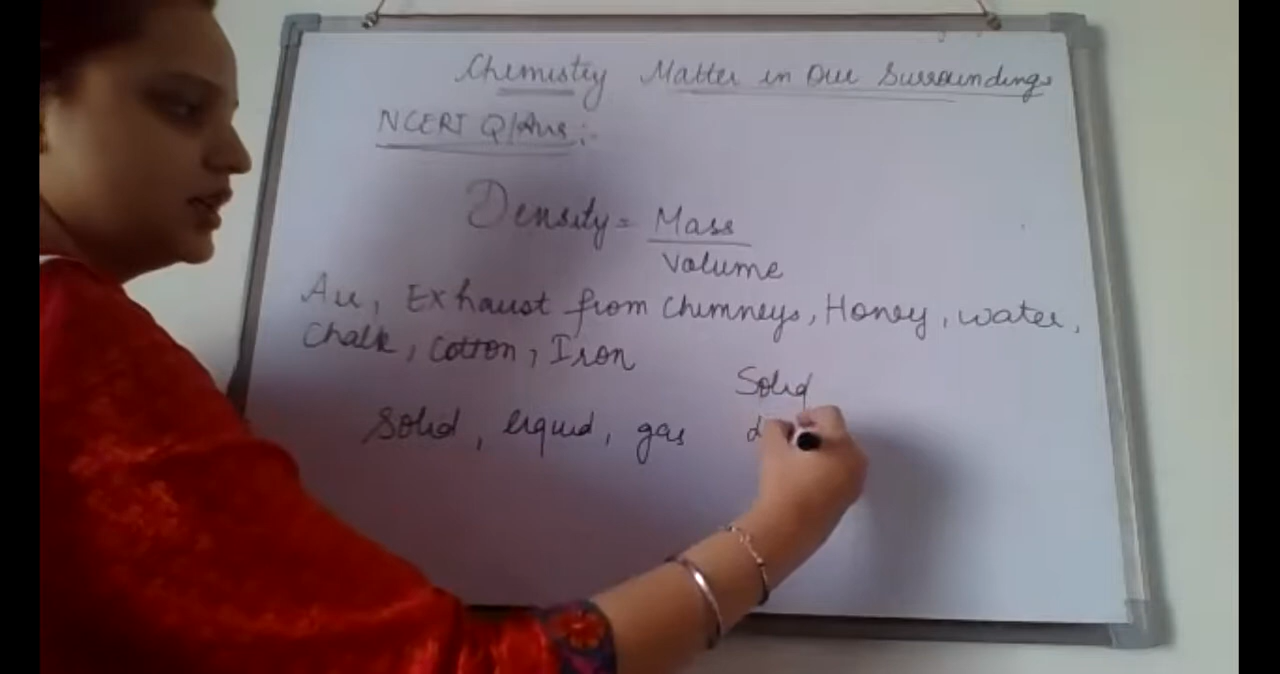 Chemistry Matter in Our Surroundings
NCERT Q/Ans :-
Density = Mass
Volume
Air, Exhaust from Chimneys, Honey, water,
Chalk, Cotton, Iron
Solid
Solid, liquid, gas